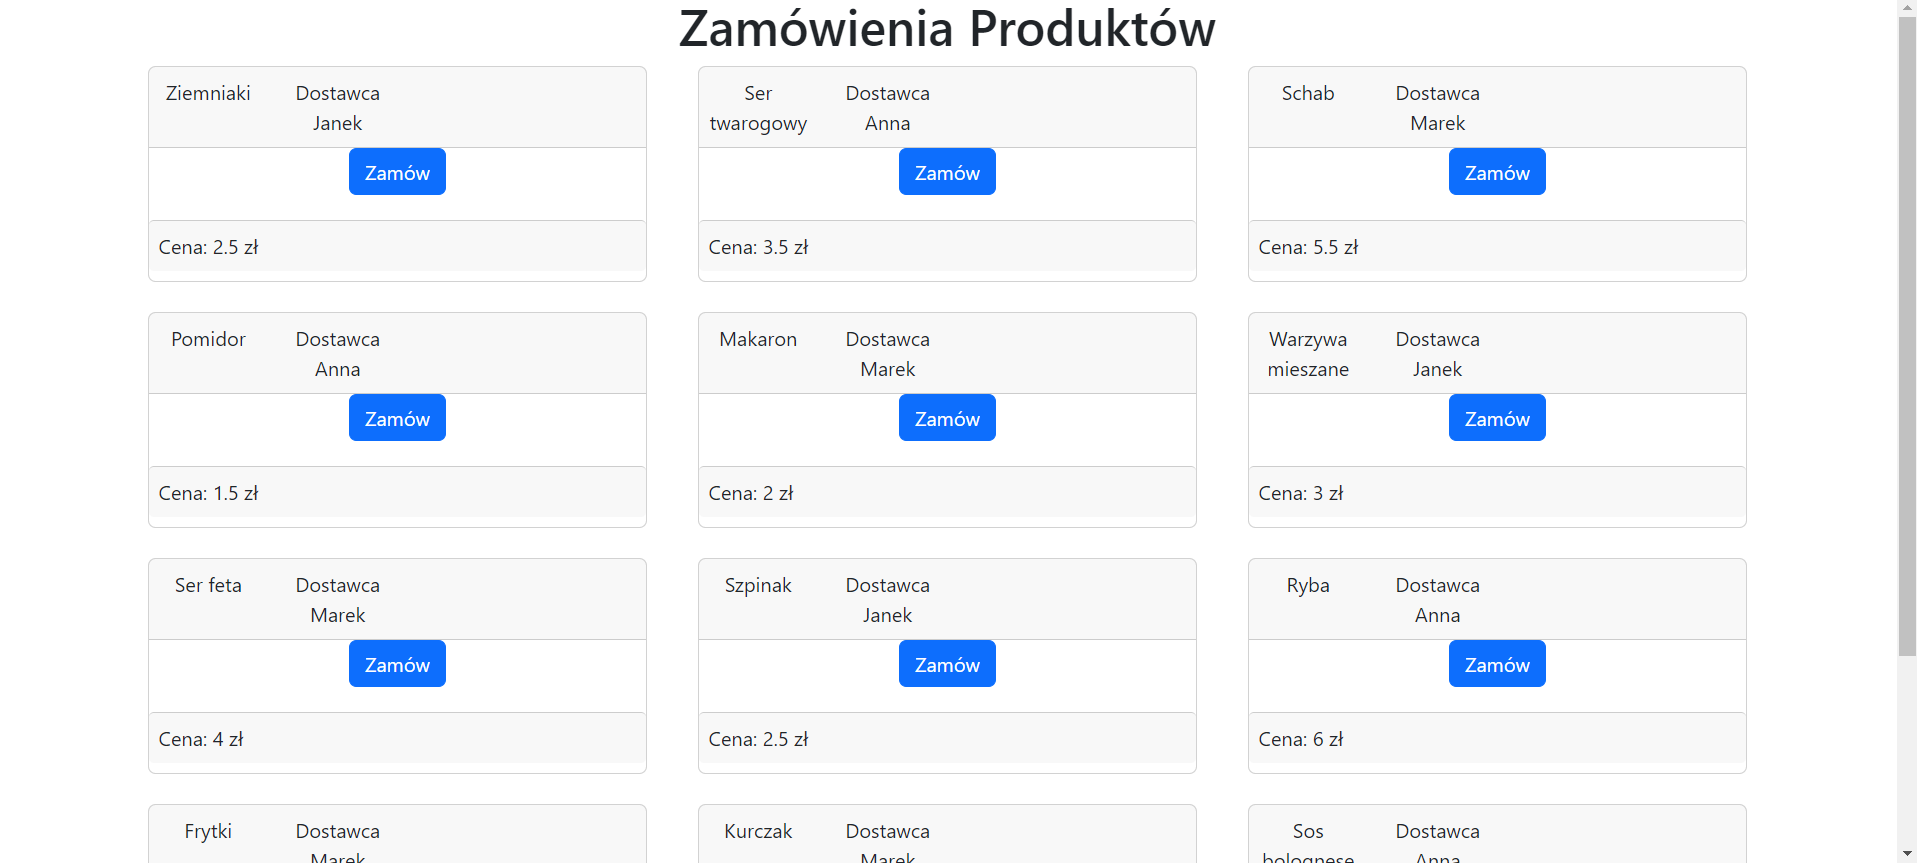 Zamówienia Produktów
Ziemniaki
Dostawca
Janek
Zamów
Cena: 2.5 zł
Ser
twarogowy
Dostawca
Anna
Zamów
Cena: 3.5 zł
Schab
Dostawca
Marek
Zamów
Cena: 5.5 zł
Pomidor
Dostawca
Anna
Zamów
Cena: 1.5 zł
Makaron
Dostawca
Marek
Zamów
Cena: 2 zł
Warzywa
mieszane
Dostawca
Janek
Zamów
Cena: 3 zł
Ser feta
Dostawca
Marek
Zamów
Cena: 4 zł
Szpinak
Dostawca
Janek
Zamów
Cena: 2.5 zł
Ryba
Dostawca
Anna
Zamów
Cena: 6 zł
Frytki
Dostawca
Marek
Kurczak
Dostawca
Marek
Sos
bolognese
Dostawca
Anna